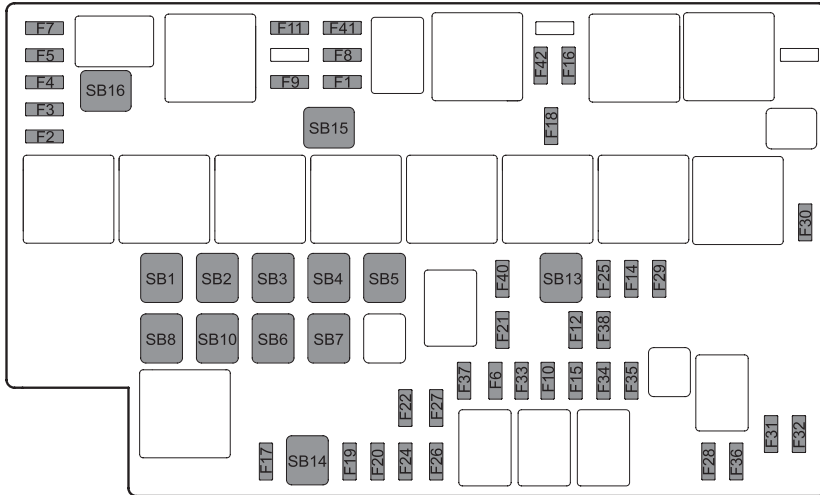 F7 F11 F41
F5 F8
F4 SB16 F9 F1 F42 F16
F3
F2 SB15 F18
F30
SB1 SB2 SB3 SB4 SB5 F40 SB13 F25 F14 F29
SB8 SB10 SB6 SB7 F21 F12 F38
F37 F6 F33 F10 F15 F34 F35
F22 F27
F31 F32
F17 SB14 F19 F20 F24 F26 F28 F36